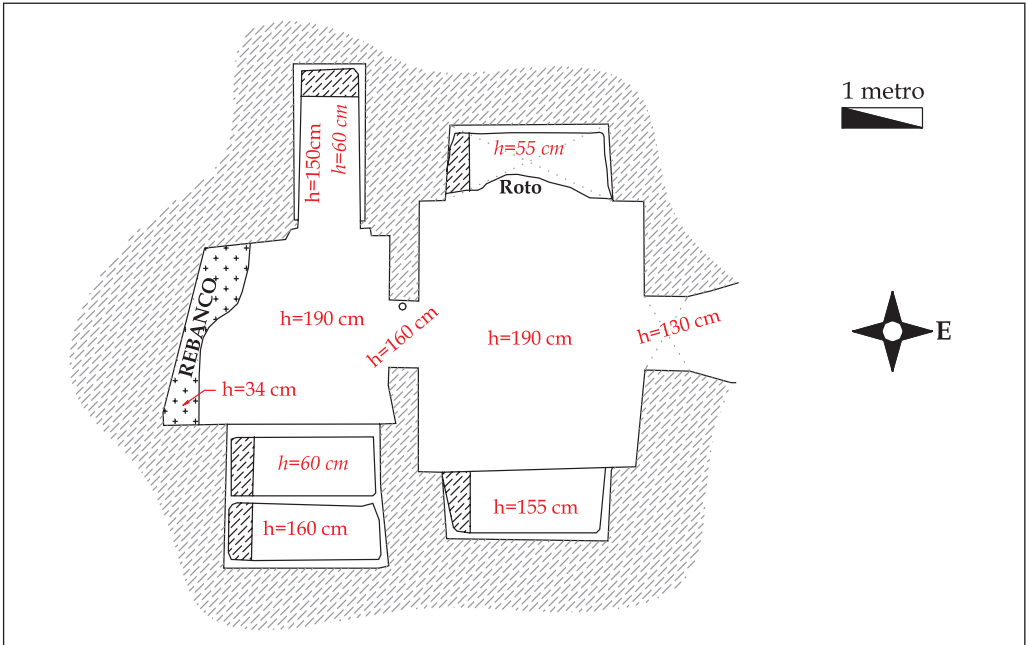 1 metro
h=150cm
h=60 cm
h=55 cm
Roto
REBANCO
h=190 cm
h=160 cm
h=190 cm
h=130 cm
E
h=34 cm
h=60 cm
h=160 cm
h=155 cm